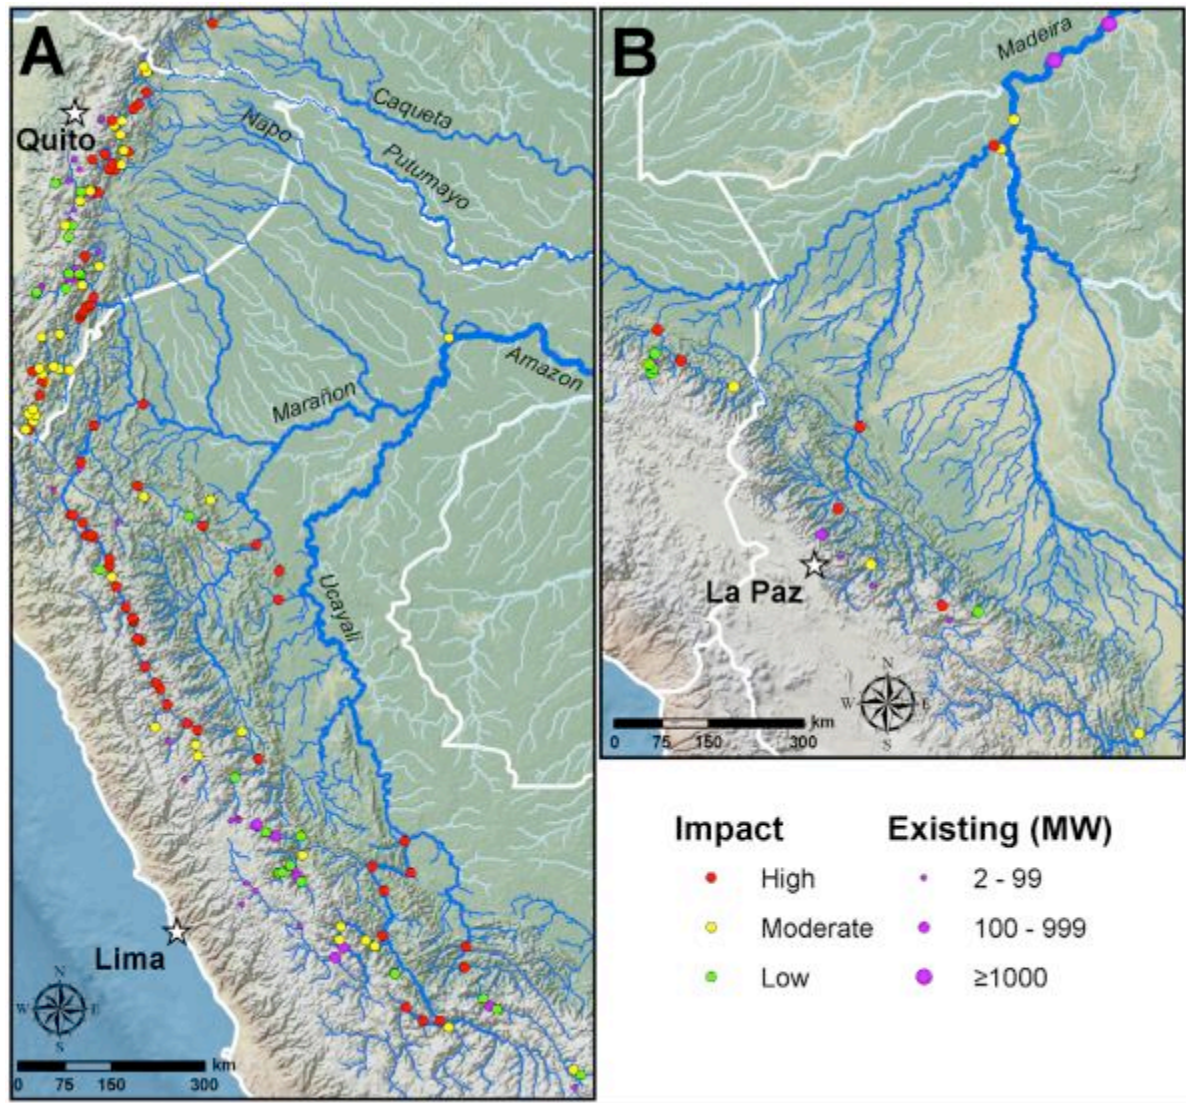 A
Quito
Napo
Caqueta
Putumayo
Amazon
Marañon
Ucayali
Lima
N
W E
S
km
0 75 150 300
B
Madeira
La Paz
N
W E
S
km
0 75 150 300
Impact
High
Moderate
Low
Existing (MW)
2 - 99
100 - 999
≥1000